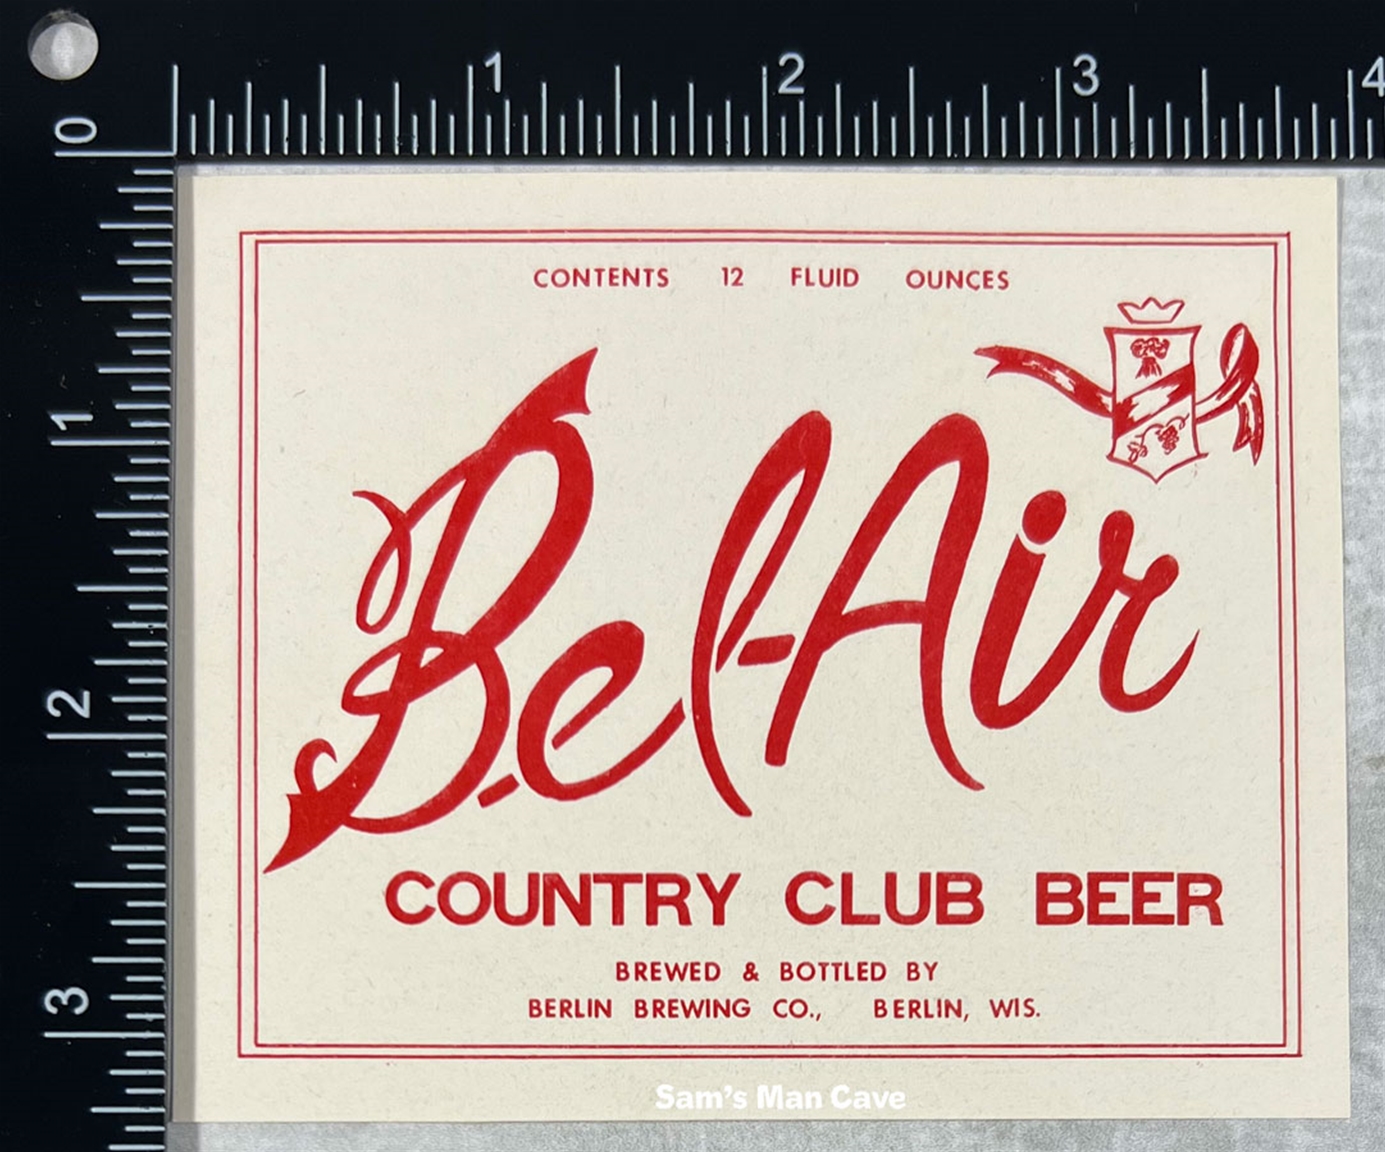 1 2 3 4
0
1
2
3
CONTENTS 12 FLUID OUNCES
Bel-Air
COUNTRY CLUB BEER
BREWED & BOTTLED BY
BERLIN BREWING CO., BERLIN, WIS.
Sam's Man Cave